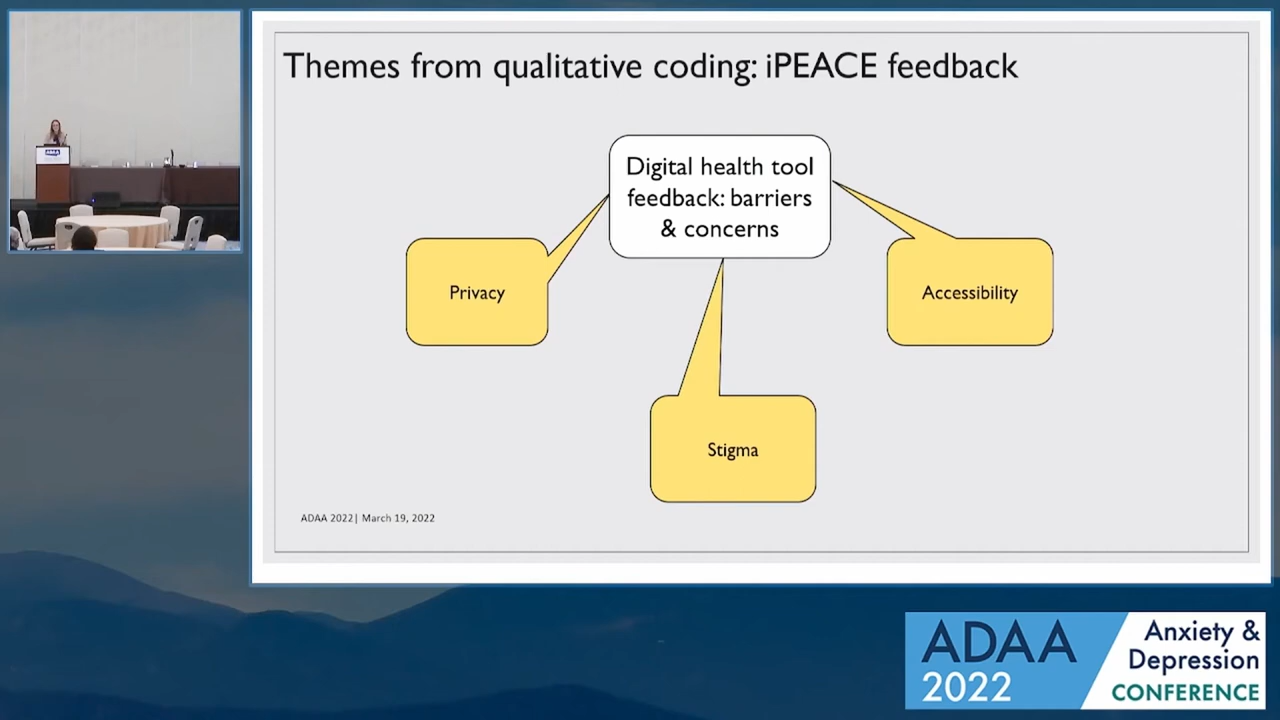 Themes from qualitative coding: iPEACE feedback
Digital health tool
feedback: barriers
& concerns
Privacy
Accessibility
Stigma
ADAA 2022| March 19, 2022
ADAA
2022
Anxiety &
Depression
CONFERENCE
ADAA